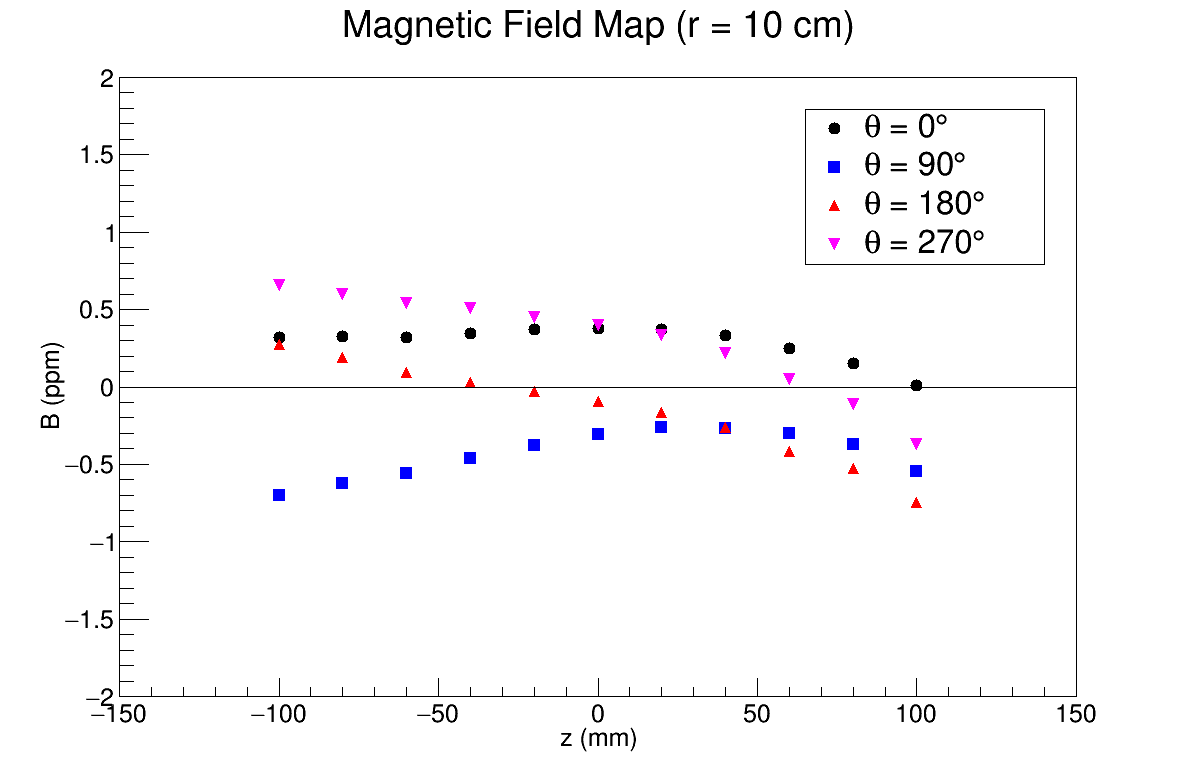 Magnetic Field Map (r = 10 cm)
2
1.5
1
0.5
0
−0.5
−1
−1.5
−2
B (ppm)
θ = 0°
θ = 90°
θ = 180°
θ = 270°
−150 −100 −50 0 50 100 150
z (mm)